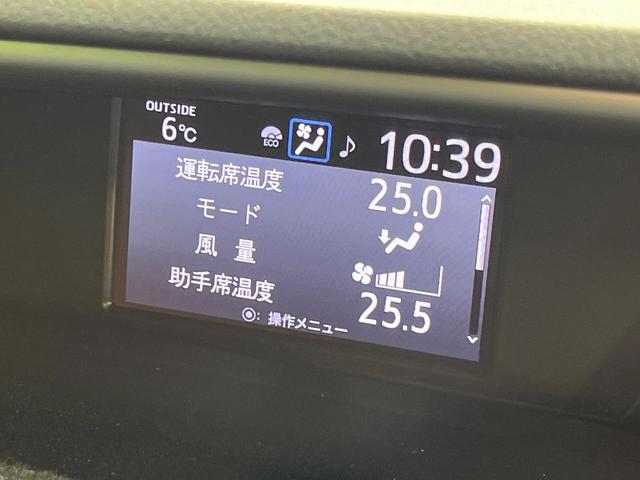 OUTSIDE
6℃ ECO ♪ 10:39
運転席温度 25.0
モード
風量
助手席温度 25.5
◉: 操作メニュー